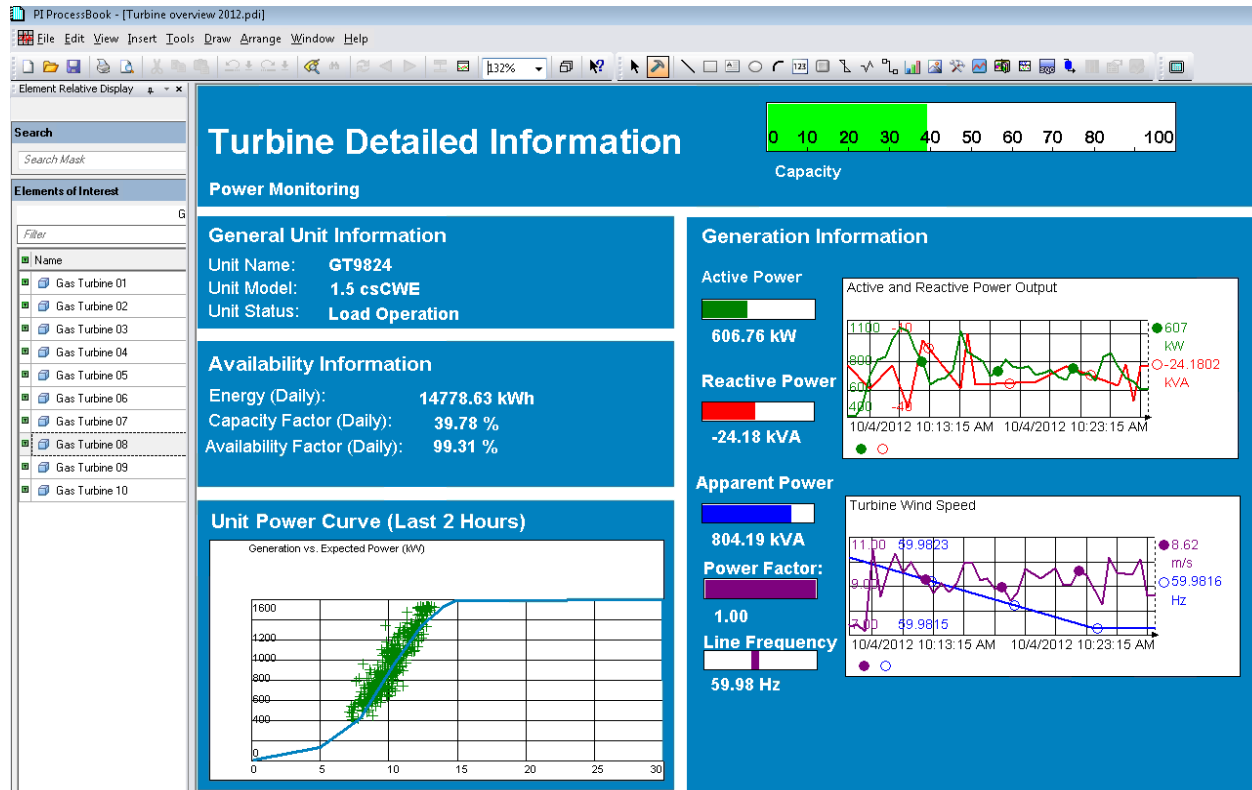 PI ProcessBook - [Turbine overview 2012.pdi]
File Edit View Insert Tools Draw Arrange Window Help
132%
123
Element Relative Display
Search
Search Mask
Elements of Interest
G
Filter
Name
Gas Turbine 01
Gas Turbine 02
Gas Turbine 03
Gas Turbine 04
Gas Turbine 05
Gas Turbine 06
Gas Turbine 07
Gas Turbine 08
Gas Turbine 09
Gas Turbine 10
Turbine Detailed Information
Power Monitoring
0 10 20 30 40 50 60 70 80 100
Capacity
General Unit Information
Unit Name: GT9824
Unit Model: 1.5 csCWE
Unit Status: Load Operation
Availability Information
Energy (Daily): 14778.63 kWh
Capacity Factor (Daily): 39.78 %
Availability Factor (Daily): 99.31 %
Unit Power Curve (Last 2 Hours)
Generation vs. Expected Power (kW)
1600
1200
1000
800
600
400
0
0 5 10 15 20 25 30
Generation Information
Active Power
606.76 kW
Reactive Power
-24.18 kVA
Apparent Power
804.19 kVA
Power Factor:
1.00
Line Frequency
59.98 Hz
Active and Reactive Power Output
1100 -10
800
600
400 -40
607
kW
-24.1802
kVA
10/4/2012 10:13:15 AM 10/4/2012 10:23:15 AM
Turbine Wind Speed
11.00 59.9823
9.00
7.00 59.9815
8.62
m/s
59.9816
Hz
10/4/2012 10:13:15 AM 10/4/2012 10:23:15 AM